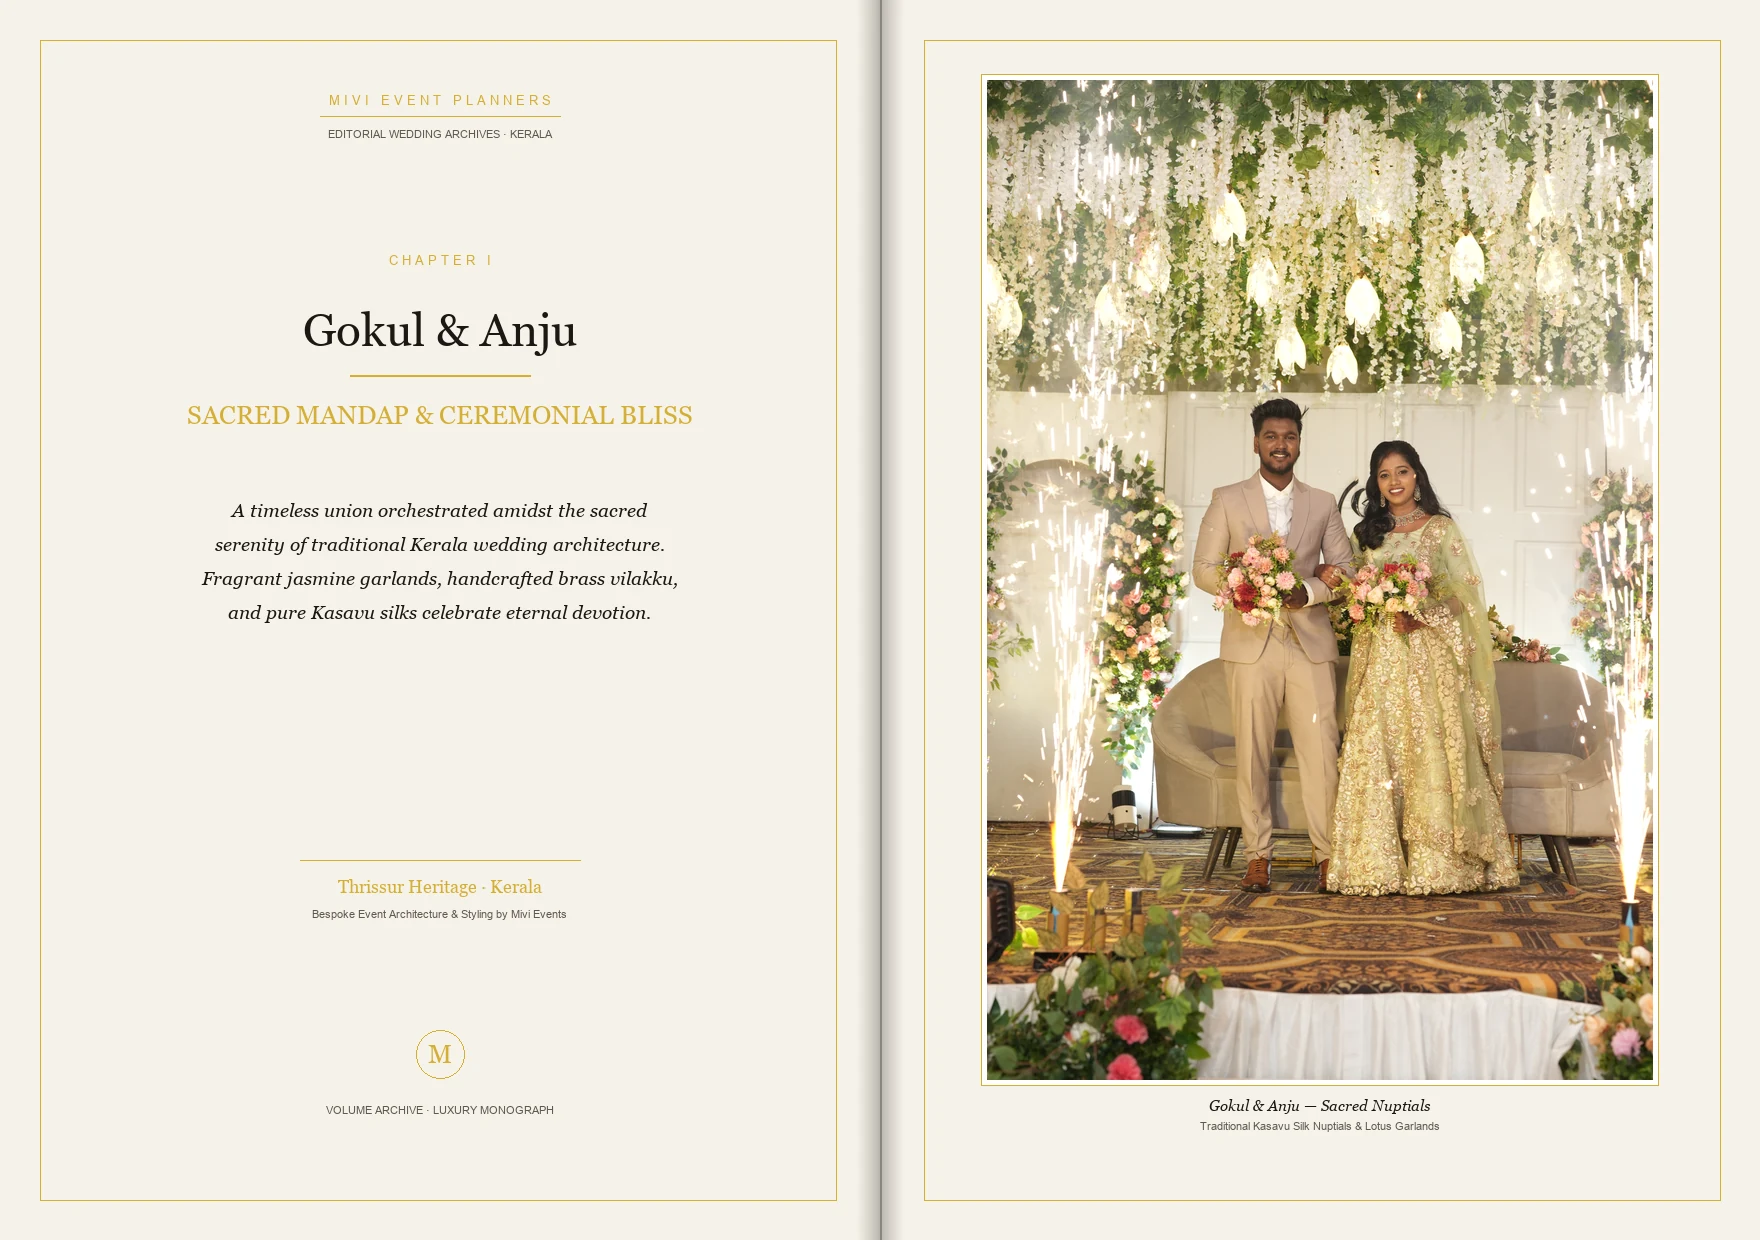 MIVI EVENT PLANNERS
EDITORIAL WEDDING ARCHIVES · KERALA
CHAPTER I
Gokul & Anju
SACRED MANDAP & CEREMONIAL BLISS
A timeless union orchestrated amidst the sacred
serenity of traditional Kerala wedding architecture.
Fragrant jasmine garlands, handcrafted brass vilakku,
and pure Kasavu silks celebrate eternal devotion.
Thrissur Heritage · Kerala
Bespoke Event Architecture & Styling by Mivi Events
M
VOLUME ARCHIVE · LUXURY MONOGRAPH
Gokul & Anju — Sacred Nuptials
Traditional Kasavu Silk Nuptials & Lotus Garlands